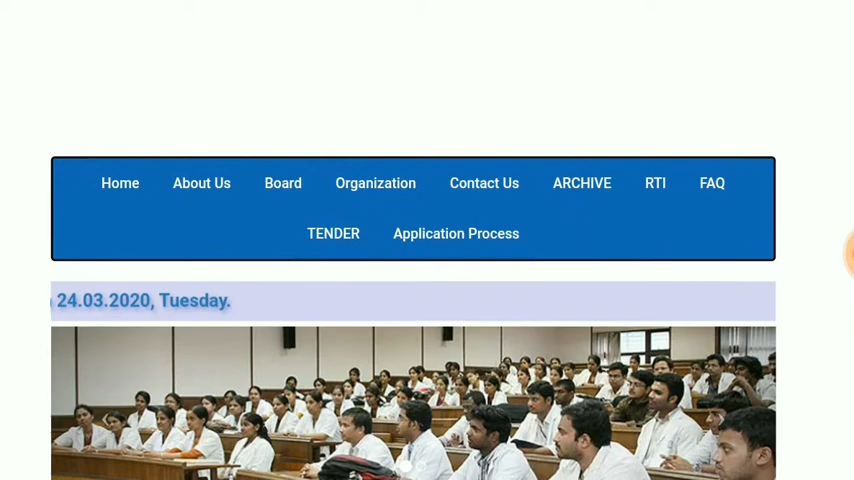 Home About Us Board Organization Contact Us ARCHIVE RTI FAQ
TENDER Application Process
24.03.2020, Tuesday.